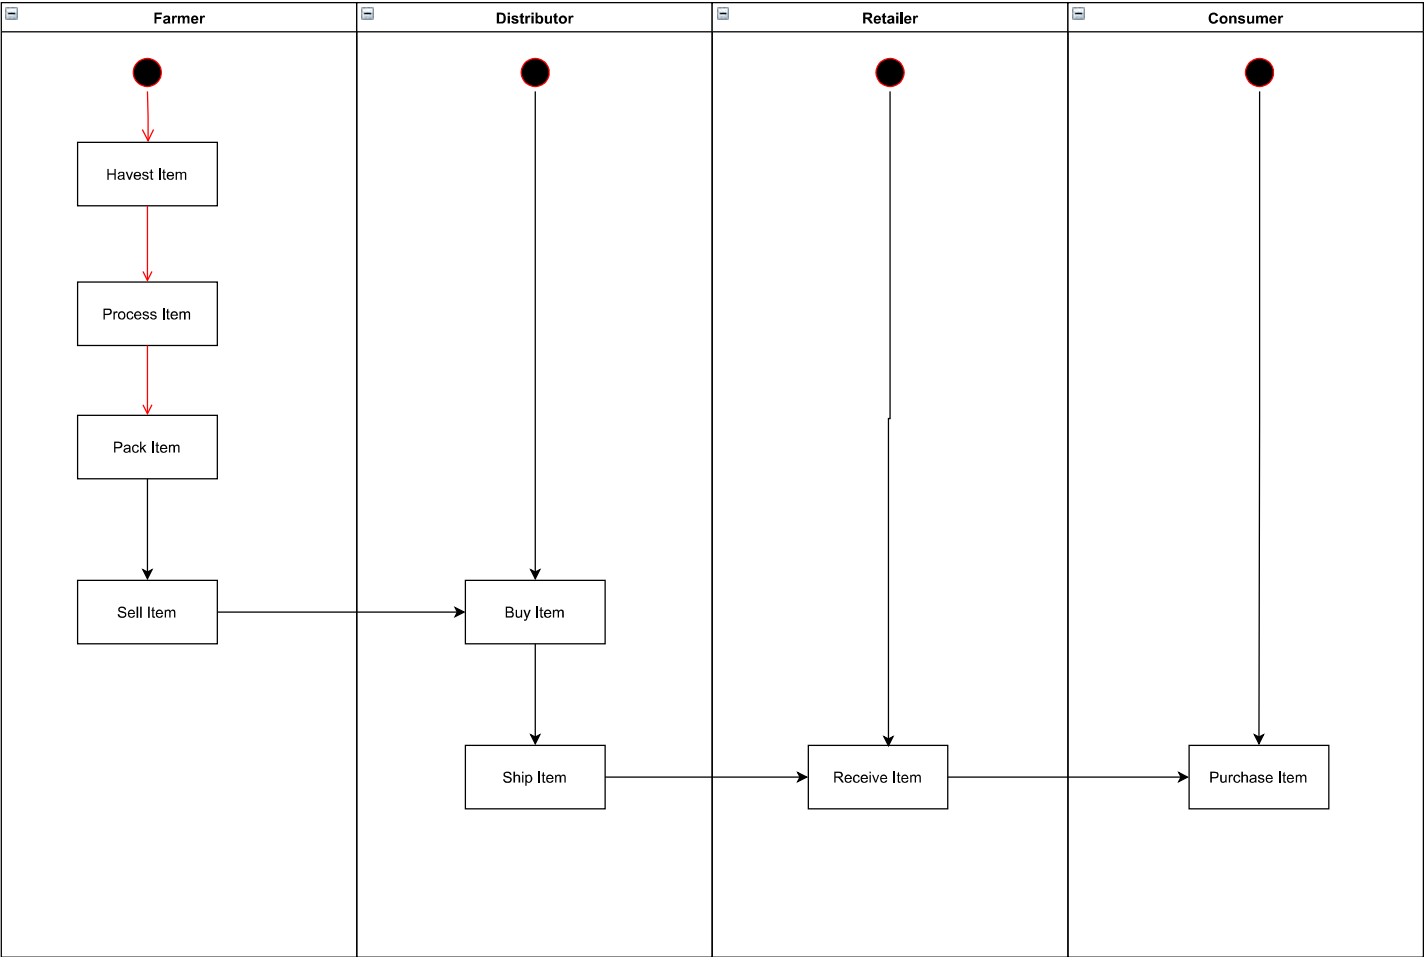 Farmer
Distributor
Retailer
Consumer
Havest Item
Process Item
Pack Item
Sell Item
Buy Item
Ship Item
Receive Item
Purchase Item